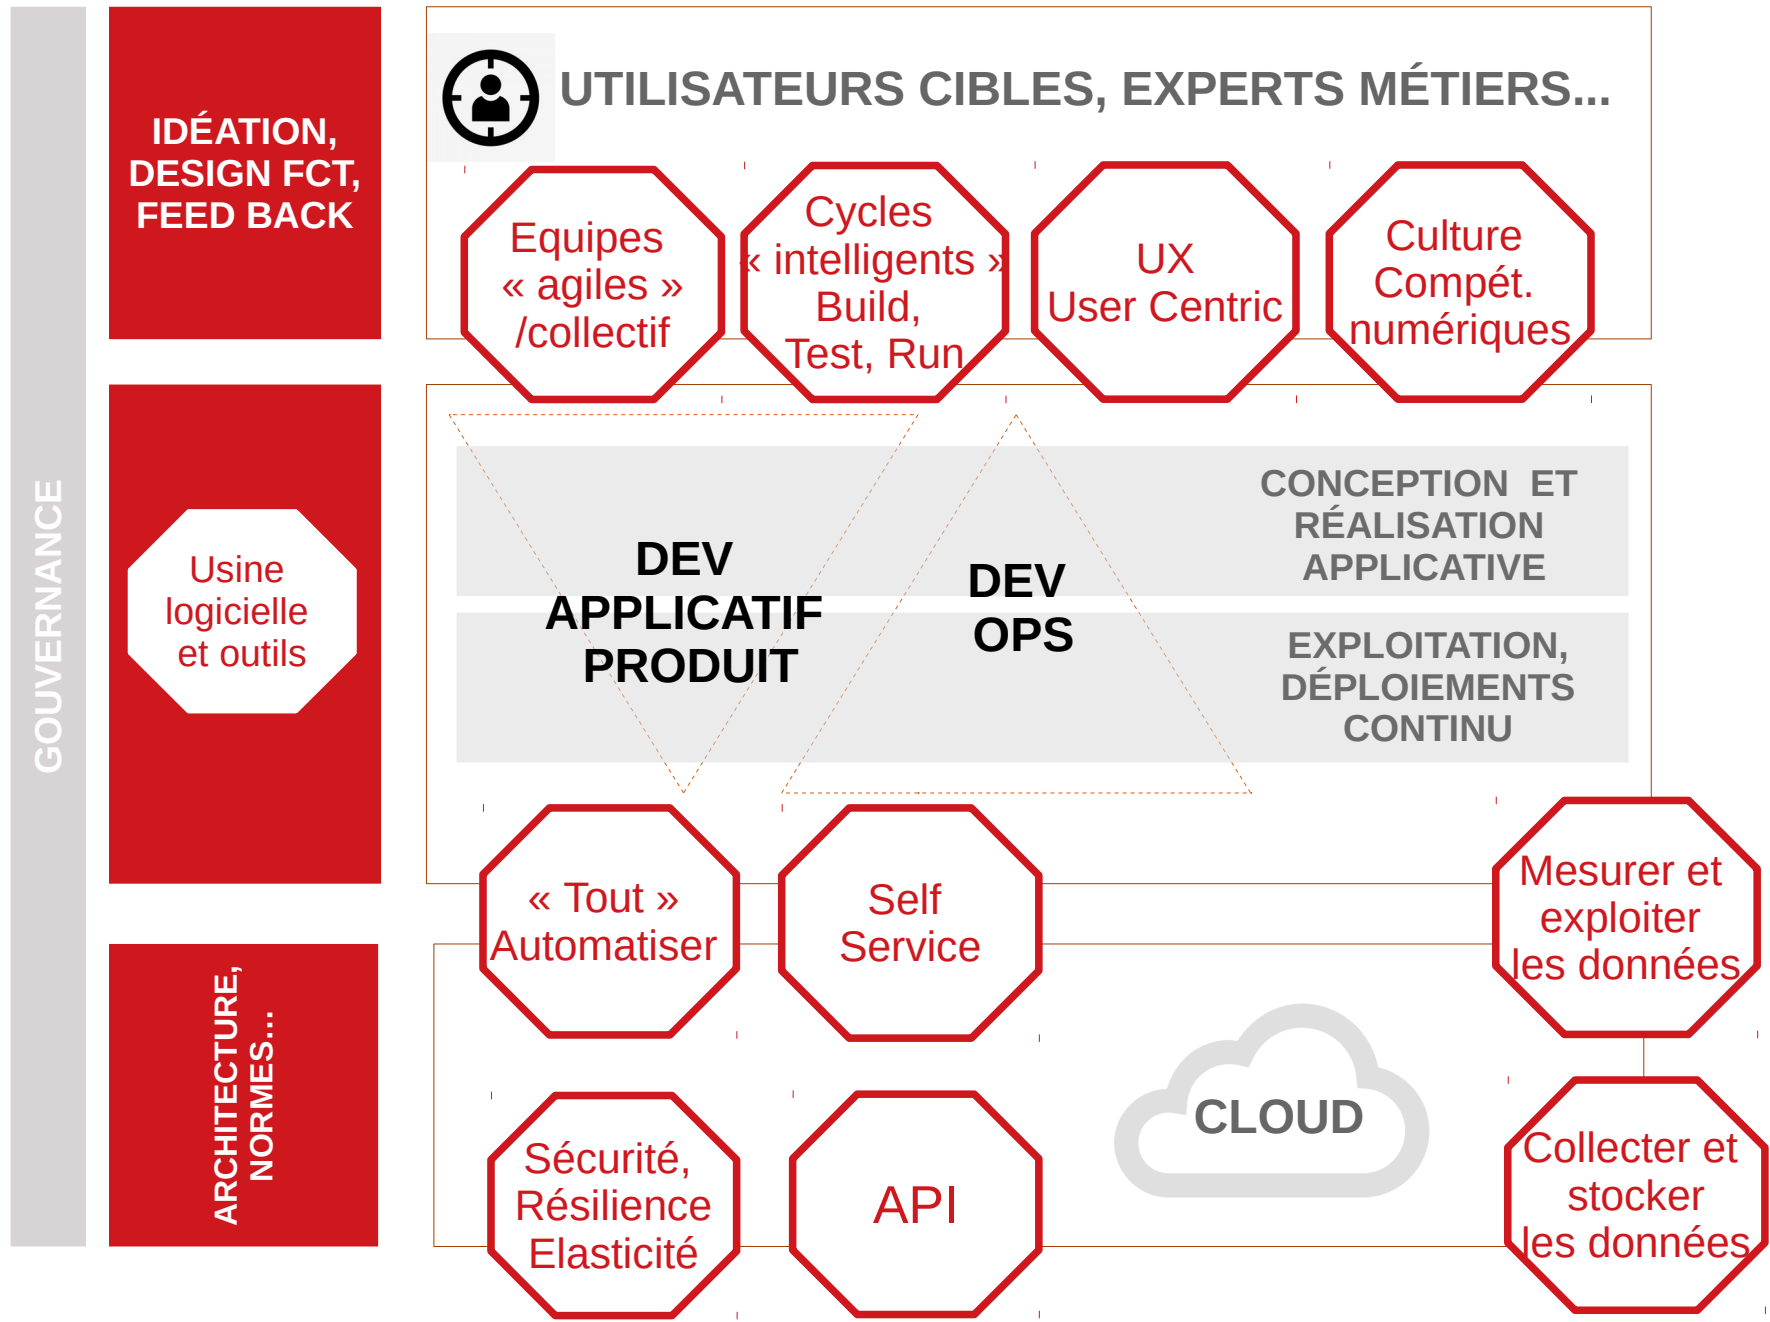 GOUVERNANCE
IDÉATION,
DESIGN FCT,
FEED BACK
UTILISATEURS CIBLES, EXPERTS MÉTIERS...
Equipes
« agiles »
/collectif
Cycles
« intelligents »
Build,
Test, Run
UX
User Centric
Culture
Compét.
numériques
Usine
logicielle
et outils
DEV
APPLICATIF
PRODUIT
DEV
OPS
CONCEPTION ET
RÉALISATION
APPLICATIVE
EXPLOITATION,
DÉPLOIEMENTS
CONTINU
« Tout »
Automatiser
Self
Service
Mesurer et
exploiter
les données
ARCHITECTURE,
NORMES...
Sécurité,
Résilience
Elasticité
API
CLOUD
Collecter et
stocker
les données